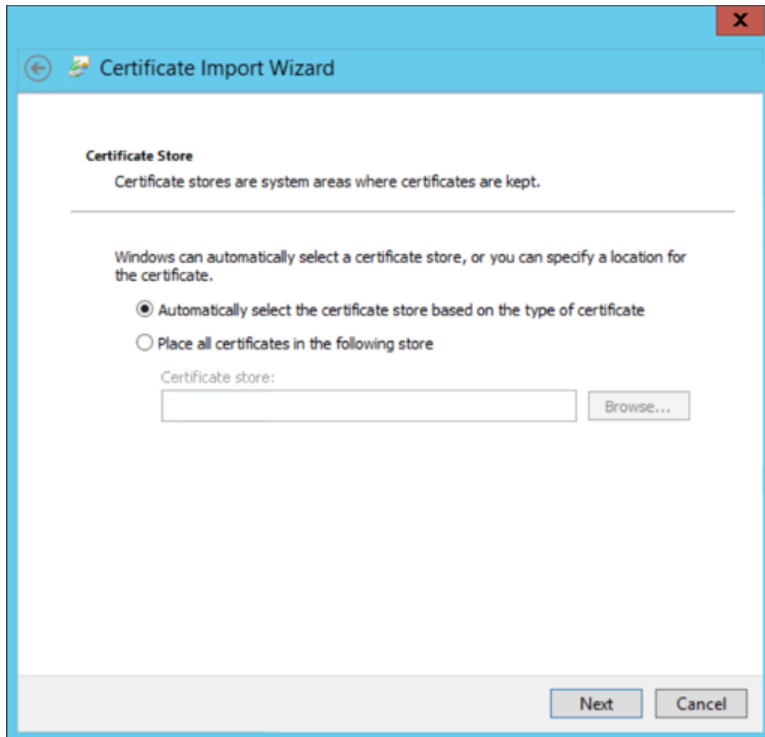 x
Certificate Import Wizard
Certificate Store
Certificate stores are system areas where certificates are kept.
Windows can automatically select a certificate store, or you can specify a location for
the certificate.
Automatically select the certificate store based on the type of certificate
Place all certificates in the following store
Certificate store:
Browse...
Next Cancel